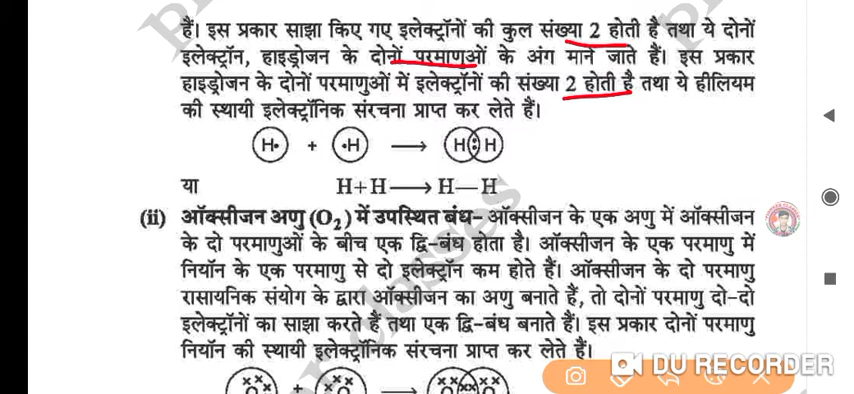 हैं। इस प्रकार साझा किए गए इलेक्ट्रॉनों की कुल संख्या 2 होती है तथा ये दोनों
इलेक्ट्रॉन, हाइड्रोजन के दोनों परमाणुओं के अंग माने जाते हैं। इस प्रकार
हाइड्रोजन के दोनों परमाणुओं में इलेक्ट्रॉनों की संख्या 2 होती है तथा ये हीलियम
की स्थायी इलेक्ट्रॉनिक संरचना प्राप्त कर लेते हैं।
H• + •H ⟶ H : H
या H+H⟶H—H
(ii) ऑक्सीजन अणु (O₂) में उपस्थित बंध– ऑक्सीजन के एक अणु में ऑक्सीजन
के दो परमाणुओं के बीच एक द्वि-बंध होता है। ऑक्सीजन के एक परमाणु में
नियॉन के एक परमाणु से दो इलेक्ट्रॉन कम होते हैं। ऑक्सीजन के दो परमाणु
रासायनिक संयोग के द्वारा ऑक्सीजन का अणु बनाते हैं, तो दोनों परमाणु दो-दो
इलेक्ट्रॉनों का साझा करते हैं तथा एक द्वि-बंध बनाते हैं। इस प्रकार दोनों परमाणु
नियॉन की स्थायी इलेक्ट्रॉनिक संरचना प्राप्त कर लेते हैं।
DU RECORDER
+ ⟶
classes